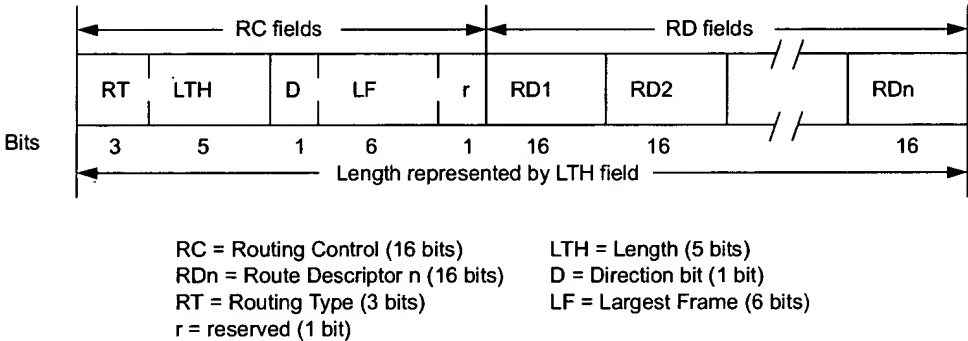 RC fields RD fields
RT LTH D LF r RD1 RD2 RDn
Bits 3 5 1 6 1 16 16 16
Length represented by LTH field
RC = Routing Control (16 bits) LTH = Length (5 bits)
RDn = Route Descriptor n (16 bits) D = Direction bit (1 bit)
RT = Routing Type (3 bits) LF = Largest Frame (6 bits)
r = reserved (1 bit)